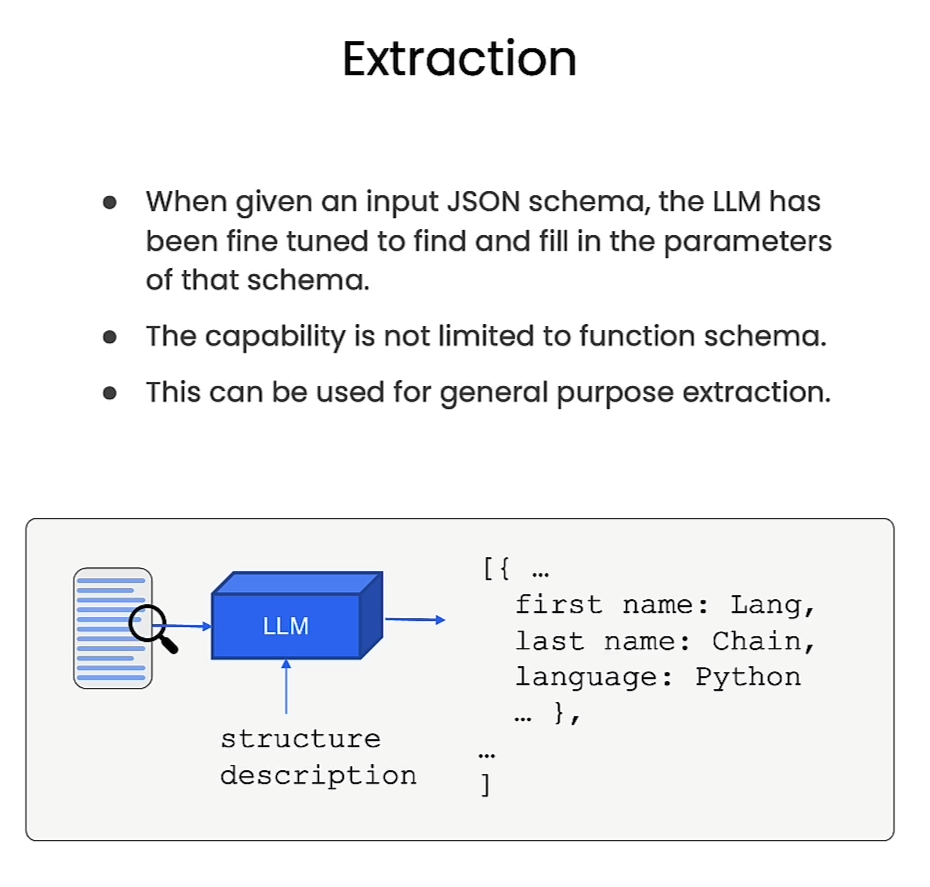 Extraction
● When given an input JSON schema, the LLM has
been fine tuned to find and fill in the parameters
of that schema.
● The capability is not limited to function schema.
● This can be used for general purpose extraction.
LLM
structure
description
[{ …
first name: Lang,
last name: Chain,
language: Python
… },
…
]